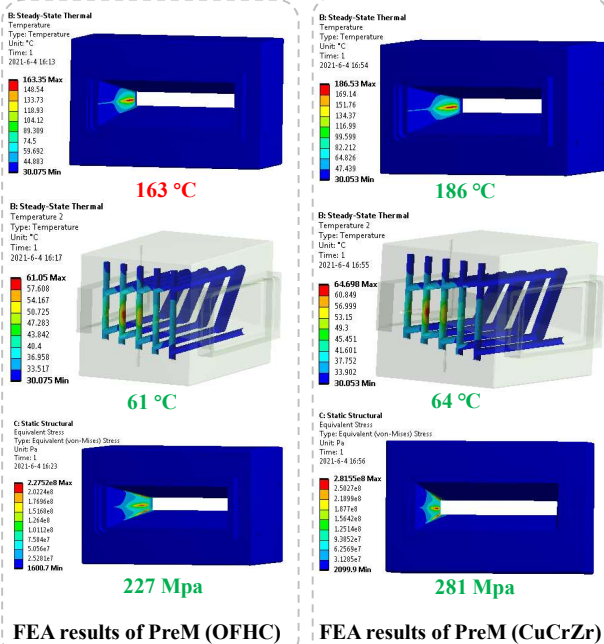 B: Steady-State Thermal
Temperature
Type: Temperature
Unit: °C
Time: 1
2021-6-4 16:13
163.35 Max
148.54
133.73
118.93
104.12
89.309
74.5
59.692
44.883
30.075 Min
163 °C
B: Steady-State Thermal
Temperature 2
Type: Temperature
Unit: °C
Time: 1
2021-6-4 16:17
61.05 Max
57.608
54.167
50.725
47.283
43.842
40.4
36.958
33.517
30.075 Min
61 °C
C: Static Structural
Equivalent Stress
Type: Equivalent (von-Mises) Stress
Unit: Pa
Time: 1
2021-6-4 16:23
2.2752e8 Max
2.0224e8
1.7696e8
1.5168e8
1.264e8
1.0112e8
7.584e7
5.056e7
2.5281e7
1600.7 Min
227 Mpa
FEA results of PreM (OFHC)
B: Steady-State Thermal
Temperature
Type: Temperature
Unit: °C
Time: 1
2021-6-4 16:54
186.53 Max
169.14
151.76
134.37
116.99
99.599
82.212
64.826
47.439
30.053 Min
186 °C
B: Steady-State Thermal
Temperature 2
Type: Temperature
Unit: °C
Time: 1
2021-6-4 16:55
64.698 Max
60.849
56.999
53.15
49.3
45.451
41.601
37.752
33.902
30.053 Min
64 °C
C: Static Structural
Equivalent Stress
Type: Equivalent (von-Mises) Stress
Unit: Pa
Time: 1
2021-6-4 16:56
2.8155e8 Max
2.5027e8
2.1899e8
1.877e8
1.5642e8
1.2514e8
9.3852e7
6.2569e7
3.1285e7
2099.9 Min
281 Mpa
FEA results of PreM (CuCrZr)